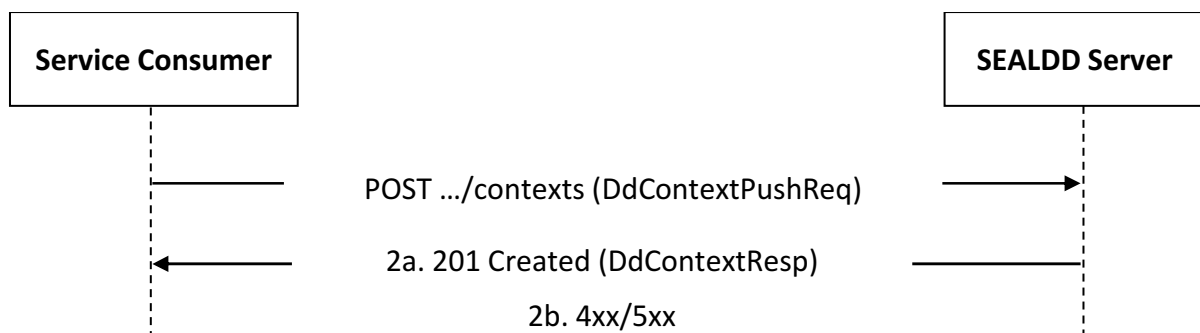 Service Consumer
SEALDD Server
POST .../contexts (DdContextPushReq)
2a. 201 Created (DdContextResp)
2b. 4xx/5xx